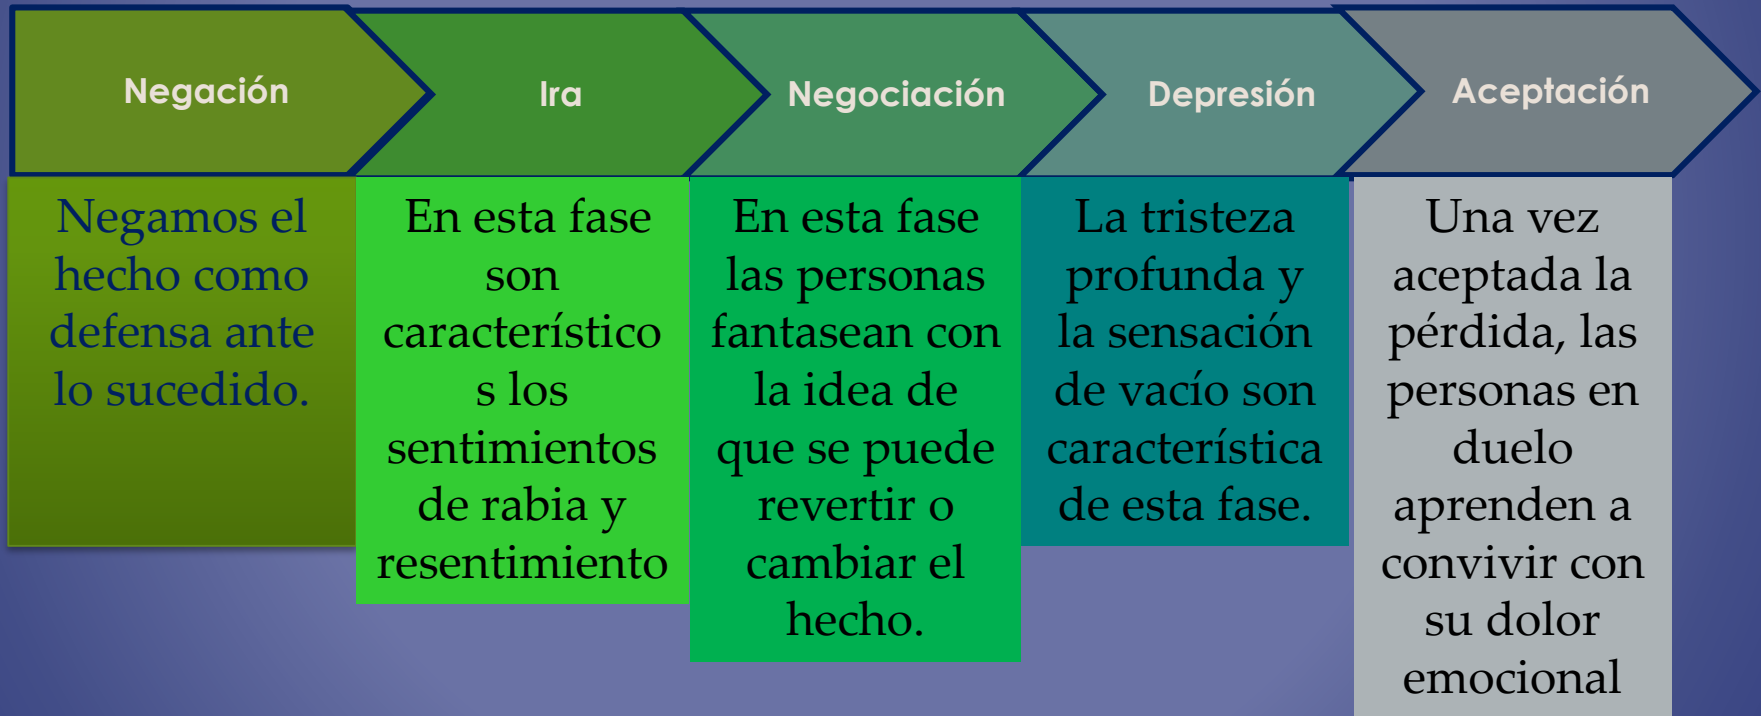 Negación
Ira
Negociación
Depresión
Aceptación
Negamos el
hecho como
defensa ante
lo sucedido.
En esta fase
son
característico
s los
sentimientos
de rabia y
resentimiento
En esta fase
las personas
fantasean con
la idea de
que se puede
revertir o
cambiar el
hecho.
La tristeza
profunda y
la sensación
de vacío son
característica
de esta fase.
Una vez
aceptada la
pérdida, las
personas en
duelo
aprenden a
convivir con
su dolor
emocional